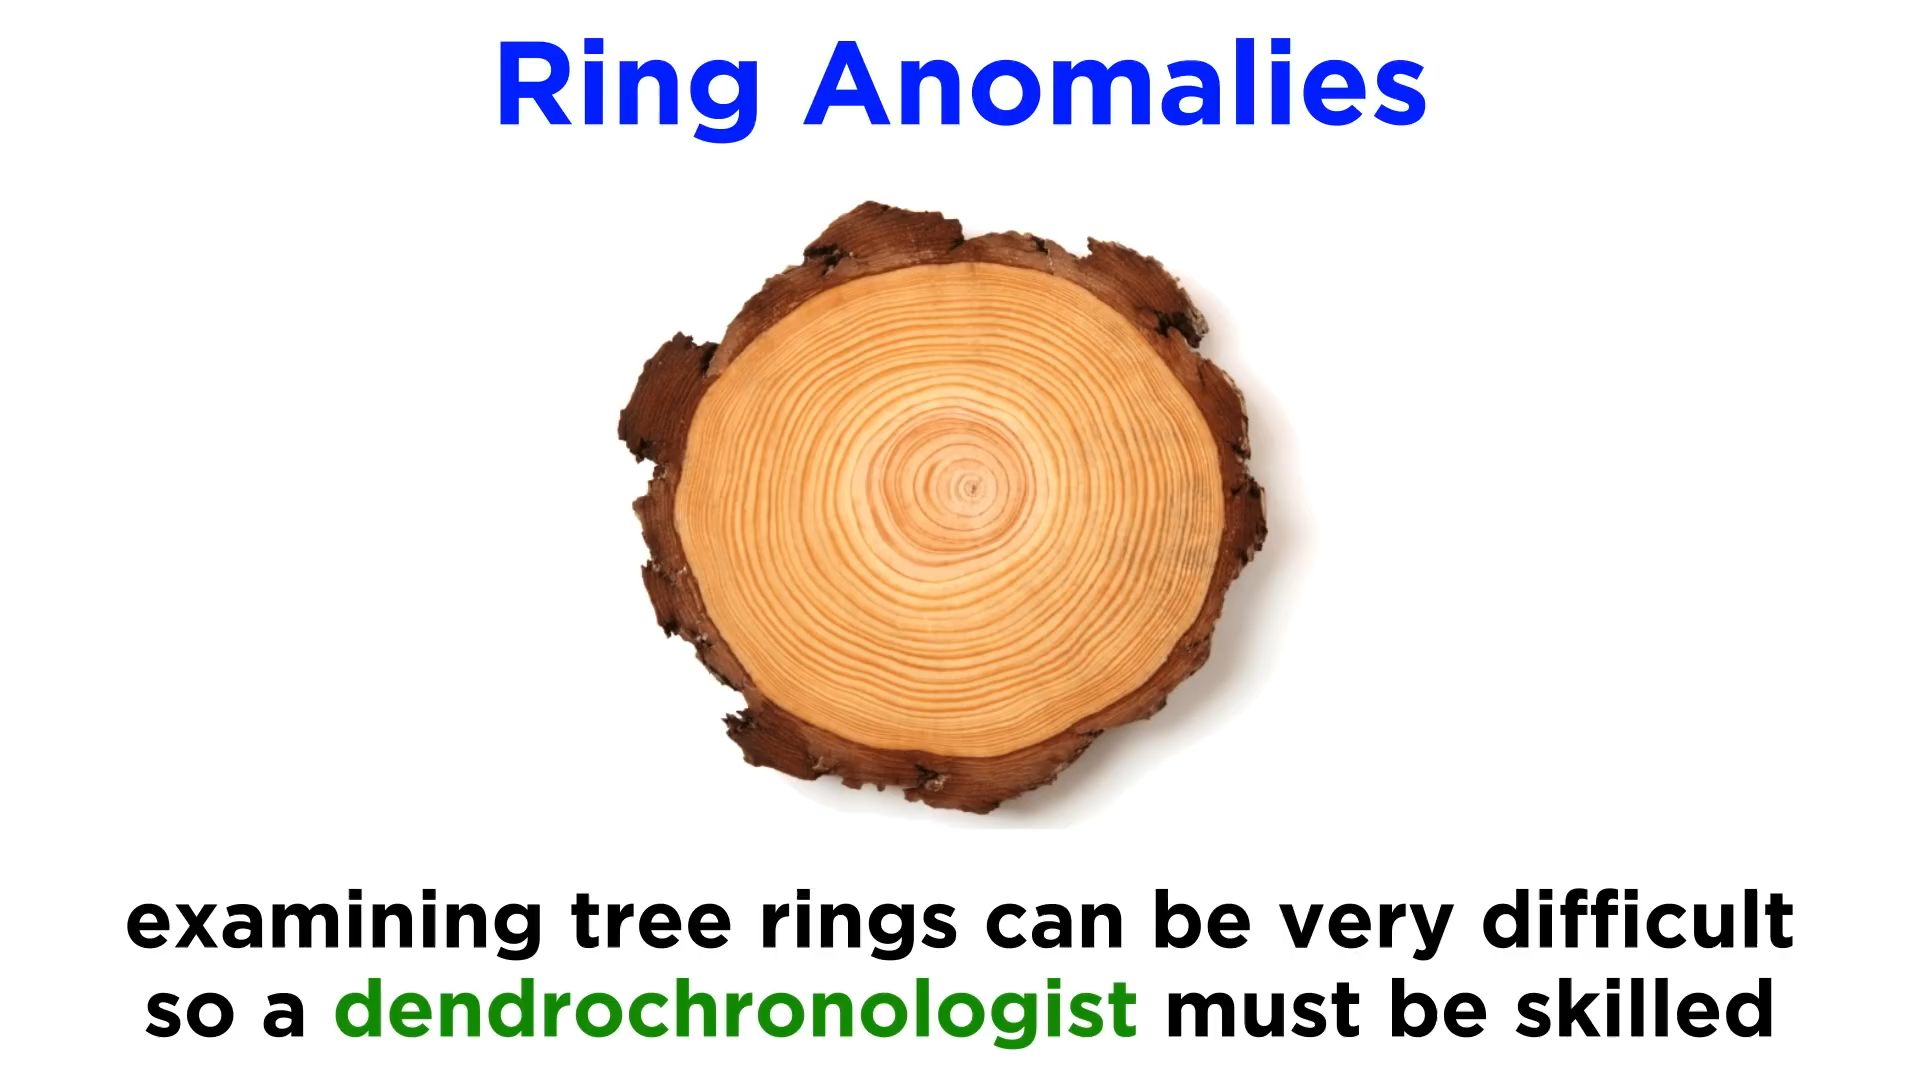 Ring Anomalies
examining tree rings can be very difficult
so a dendrochronologist must be skilled